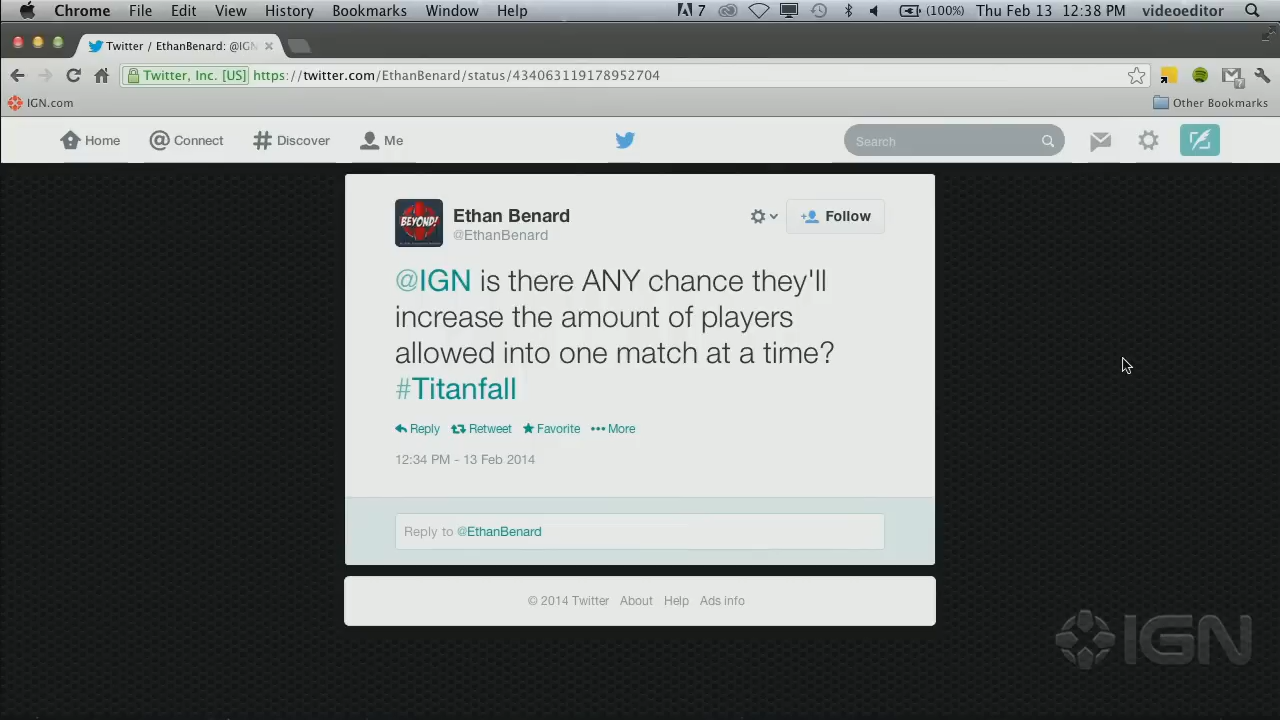 Chrome File Edit View History Bookmarks Window Help 7 (100%) Thu Feb 13 12:38 PM videoeditor
Twitter / EthanBenard: @IGN
Twitter, Inc. [US] https://twitter.com/EthanBenard/status/434063119178952704
IGN.com Other Bookmarks
Home Connect Discover Me Search
BEYOND!
Ethan Benard
@EthanBenard
Follow
@IGN is there ANY chance they'll
increase the amount of players
allowed into one match at a time?
#Titanfall
Reply Retweet Favorite More
12:34 PM - 13 Feb 2014
Reply to @EthanBenard
© 2014 Twitter About Help Ads info
IGN